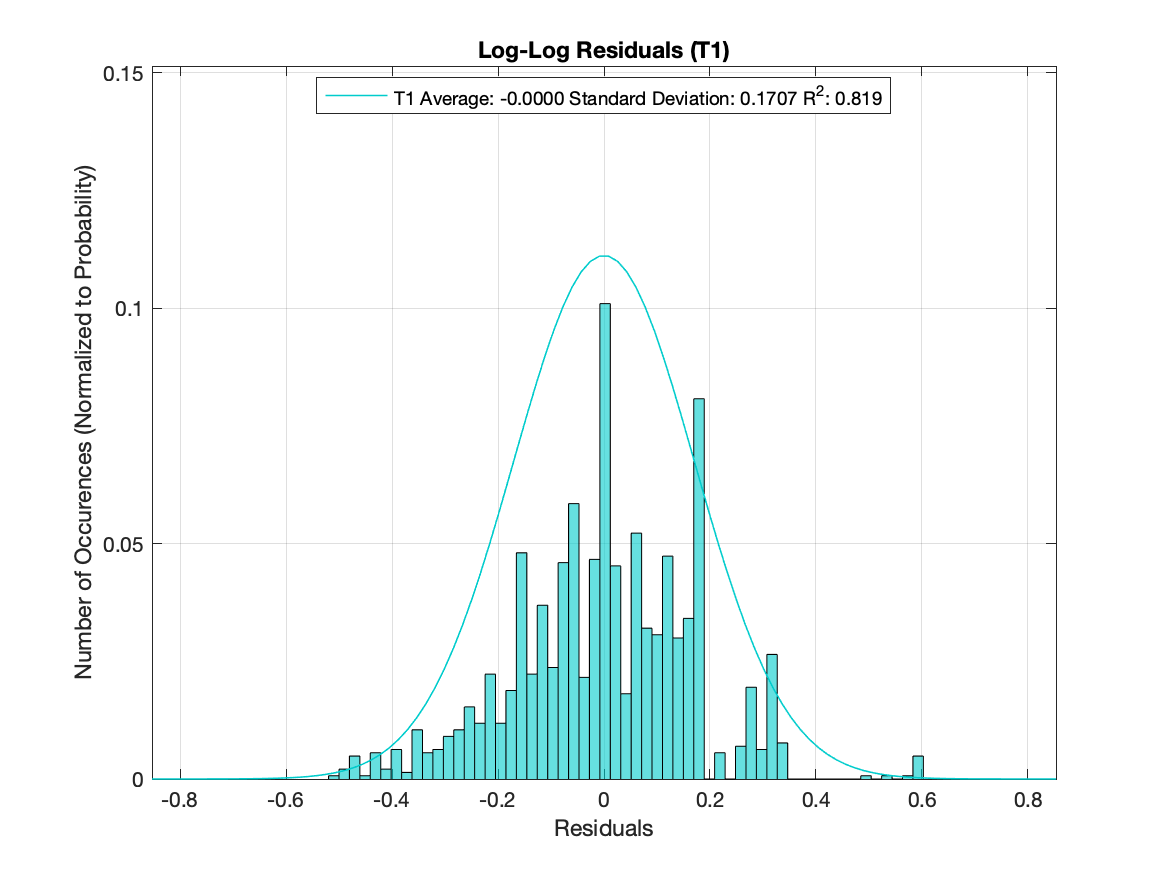 Log-Log Residuals (T1)
T1 Average: -0.0000 Standard Deviation: 0.1707 R²: 0.819
Number of Occurences (Normalized to Probability)
0.15
0.1
0.05
0
-0.8 -0.6 -0.4 -0.2 0 0.2 0.4 0.6 0.8
Residuals